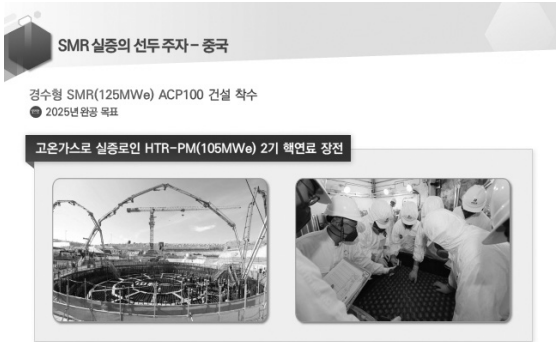 SMR 실증의 선두 주자 - 중국
경수형 SMR(125MWe) ACP100 건설 착수
2025년 완공 목표
고온가스로 실증로인 HTR-PM(105MWe) 2기 핵연료 장전